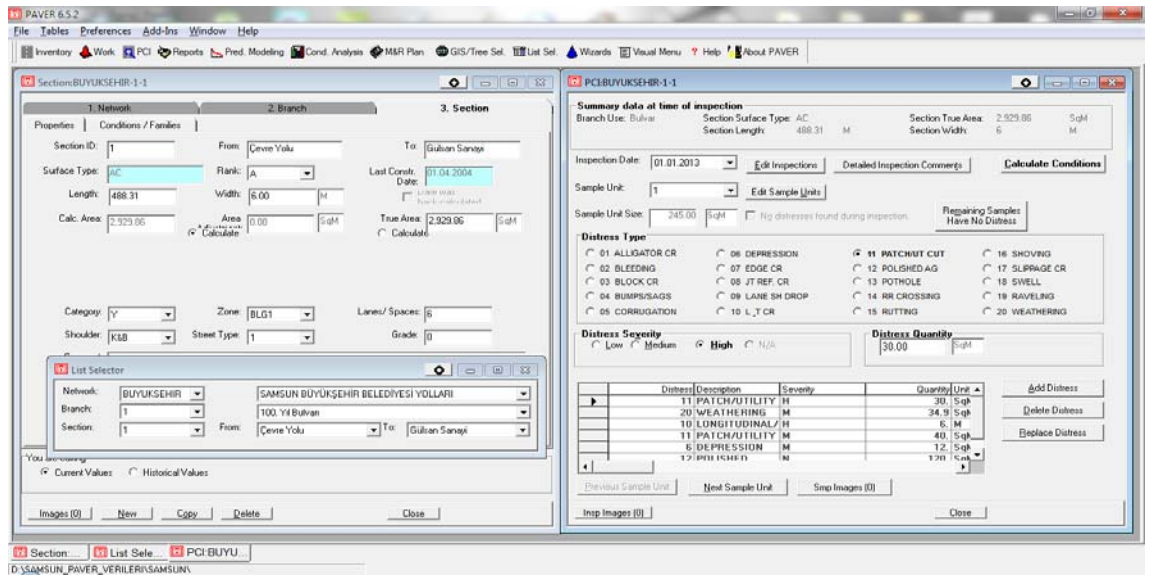 PAVER 6.5.2
File Tables Preferences Add-Ins Window Help
Inventory Work PCI Reports Pred. Modeling Cond. Analysis M&R Plan GIS/Tree Sel. List Sel. Wizards Visual Menu ? Help About PAVER
Section:BUYUKSEHIR-1-1
1. Network 2. Branch 3. Section
Properties Conditions / Families
Section ID: 1 From: Çevre Yolu To: Gülsan Sanayi
Surface Type: AC Rank: A Last Constr. Date: 01.04.2004
Length: 488.31 Width: 6.00 M
Calc. Area: 2,929.86 Area 0.00 SqM True Area: 2,929.86 SqM
Calculate Calculate
Category: Y Zone: BLG1 Lanes/ Spaces: 6
Shoulder: K&B Street Type: 1 Grade: 0
List Selector
Network: BUYUKSEHIR SAMSUN BÜYÜKŞEHİR BELEDİYESİ YOLLARI
Branch: 1 100. Yıl Bulvarı
Section: 1 From: Çevre Yolu To: Gülsan Sanayi
Current Values Historical Values
Images (0) New Copy Delete Close
PCI:BUYUKSEHIR-1-1
Summary data at time of inspection
Branch Use: Bulvar Section Surface Type: AC Section True Area: 2.929.86 SqM
Section Length: 488.31 M Section Width: 6 M
Inspection Date: 01.01.2013 Edit Inspections Detailed Inspection Comments Calculate Conditions
Sample Unit: 1 Edit Sample Units
Sample Unit Size: 245.00 SqM No distresses found during inspection. Remaining Samples Have No Distress
Distress Type
01 ALLIGATOR CR 06 DEPRESSION 11 PATCH/UT CUT 16 SHOVING
02 BLEEDING 07 EDGE CR 12 POLISHED AG 17 SLIPPAGE CR
03 BLOCK CR 08 JT REF. CR 13 POTHOLE 18 SWELL
04 BUMPS/SAGS 09 LANE SH DROP 14 RR CROSSING 19 RAVELING
05 CORRUGATION 10 L_T CR 15 RUTTING 20 WEATHERING
Distress Severity Distress Quantity
Low Medium High N/A 30.00 SqM
Distress Description Severity Quantity Unit
11 PATCH/UTILITY H 30. SqM
20 WEATHERING M 34.9 SqM
10 LONGITUDINAL/ M 6. M
11 PATCH/UTILITY M 40. SqM
6 DEPRESSION M 12. SqM
12 POLISHED N 120. SqM
Add Distress
Delete Distress
Replace Distress
Previous Sample Unit Next Sample Unit Smp Images (0)
Insp Images (0) Close
Section:... List Sele... PCI:BUYU...
D:\SAMSUN_PAVER_VERILERI\SAMSUN\